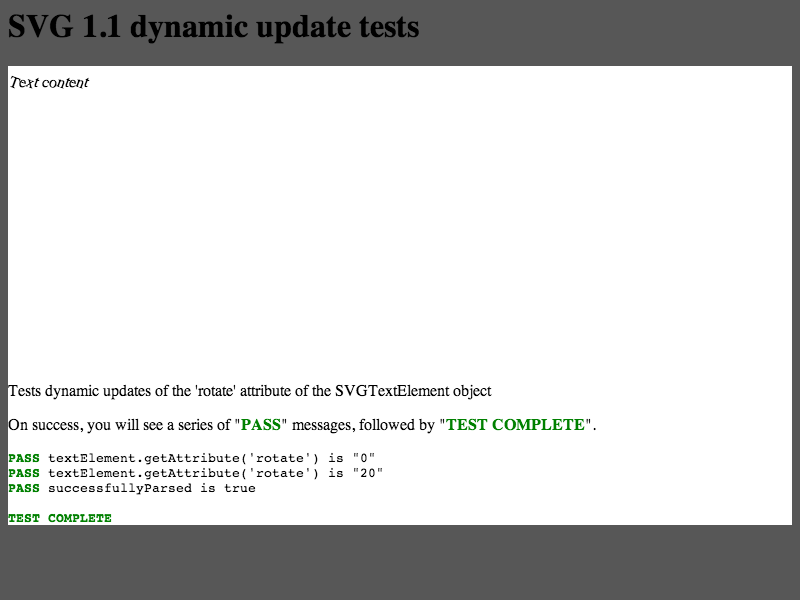 SVG 1.1 dynamic update tests
Text content
Tests dynamic updates of the 'rotate' attribute of the SVGTextElement object
On success, you will see a series of "PASS" messages, followed by "TEST COMPLETE".
PASS textElement.getAttribute('rotate') is "0"
PASS textElement.getAttribute('rotate') is "20"
PASS successfullyParsed is true
TEST COMPLETE